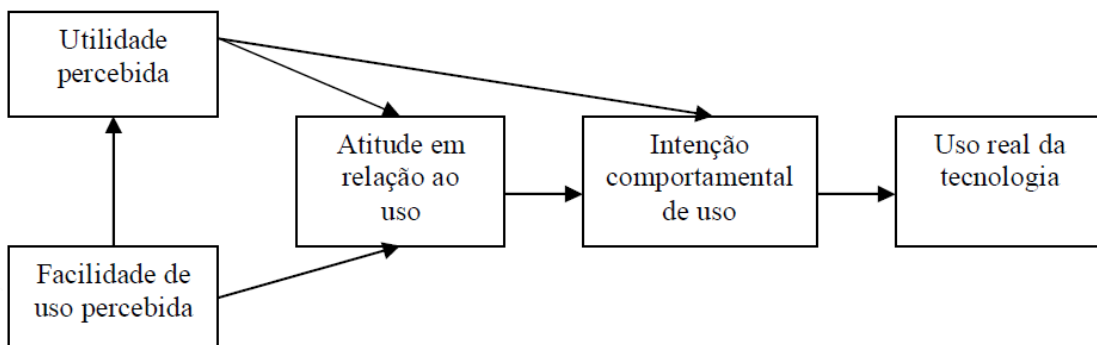 Utilidade
percebida
Atitude em
relação ao
uso
Intenção
comportamental
de uso
Uso real da
tecnologia
Facilidade de
uso percebida